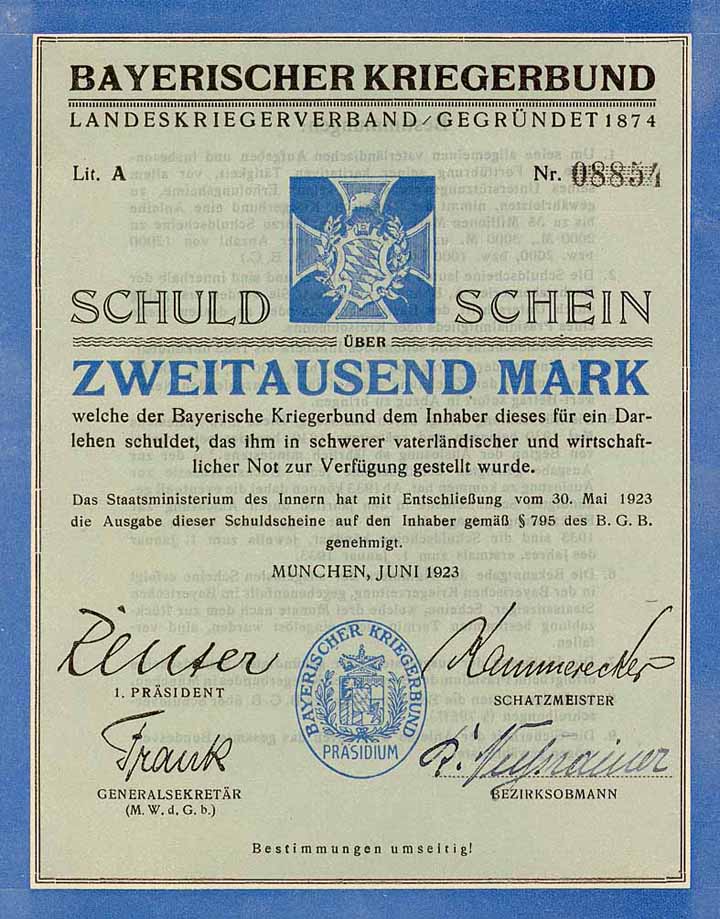 BAYERISCHER KRIEGERBUND
LANDESKRIEGERVERBAND/GEGRÜNDET 1874
Lit. A
Nr. 08854
SCHULD SCHEIN
ÜBER
ZWEITAUSEND MARK
welche der Bayerische Kriegerbund dem Inhaber dieses für ein Dar-
lehen schuldet, das ihm in schwerer vaterländischer und wirtschaft-
licher Not zur Verfügung gestellt wurde.
Das Staatsministerium des Innern hat mit Entschließung vom 30. Mai 1923
die Ausgabe dieser Schuldscheine auf den Inhaber gemäß § 795 des B. G. B.
genehmigt.
MÜNCHEN, JUNI 1923
Reuter
1. PRÄSIDENT
BAYERISCHER KRIEGERBUND
PRÄSIDIUM
Kammerecker
SCHATZMEISTER
Frank
GENERALSEKRETÄR
(M. W. d. G. b.)
BEZIRKSOBMANN
Bestimmungen umseitig!